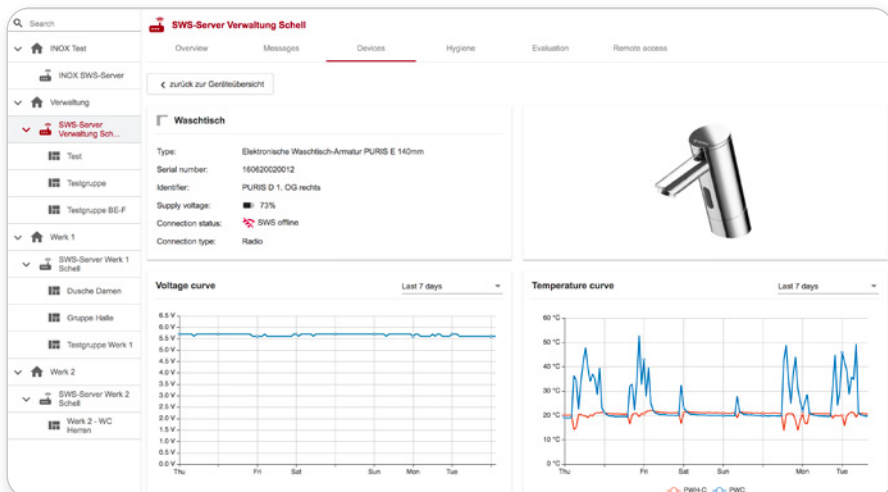 Search
INOX Test
INOX SWS-Server
Verwaltung
SWS-Server
Verwaltung Sch...
Test
Testgruppe
Testgruppe BE-F
Werk 1
SWS-Server Werk 1
Schell
Dusche Damen
Gruppe Halle
Testgruppe Werk 1
Werk 2
SWS-Server Werk 2
Schell
Werk 2 - WC
Herren
SWS-Server Verwaltung Schell
Overview Messages Devices Hygiene Evaluation Remote access
zurück zur Geräteübersicht
Waschtisch
Type: Elektronische Waschtisch-Armatur PURIS E 140mm
Serial number: 160620020012
Identifier: PURIS D 1. OG rechts
Supply voltage: 73%
Connection status: SWS offline
Connection type: Radio
Voltage curve Last 7 days
6.5 V
6.0 V
5.5 V
5.0 V
4.5 V
4.0 V
3.5 V
3.0 V
2.5 V
2.0 V
1.5 V
1.0 V
0.5 V
0.0 V
Thu Fri Sat Sun Mon Tue
Temperature curve Last 7 days
60 °C
50 °C
40 °C
30 °C
20 °C
10 °C
0 °C
Thu Fri Sat Sun Mon Tue
PWH-C PWC